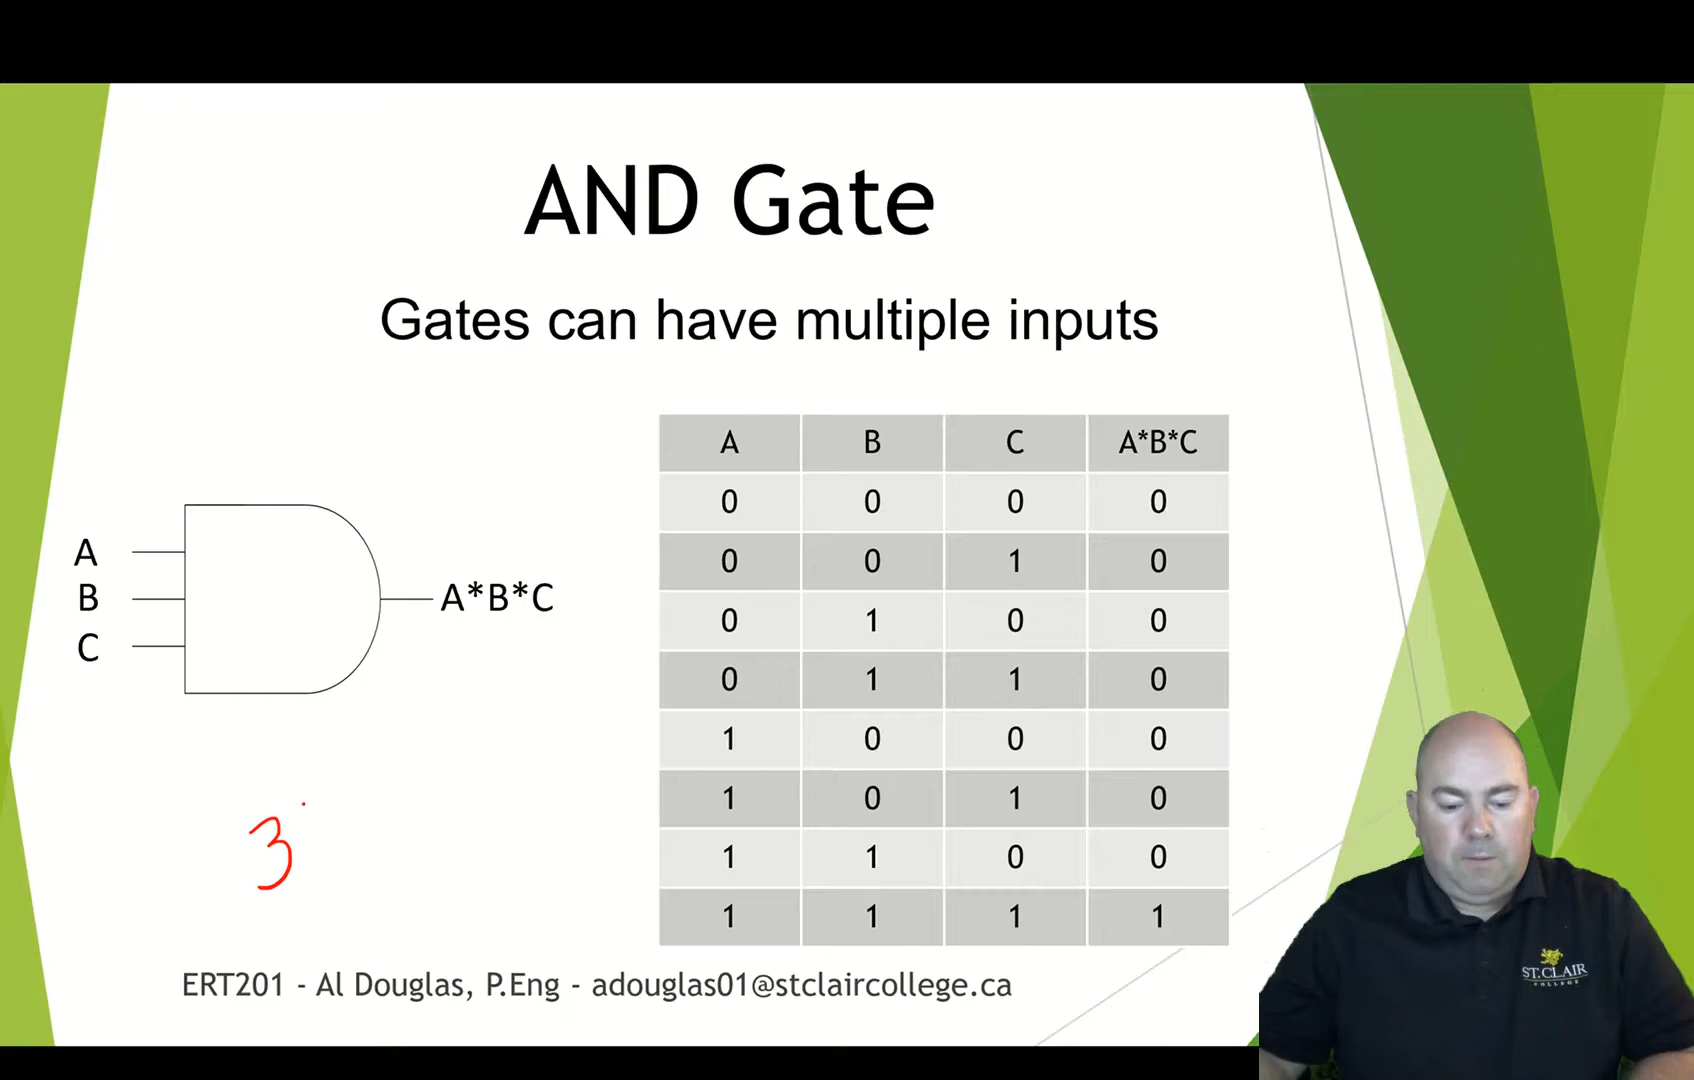 AND Gate
Gates can have multiple inputs
A
B
C
A*B*C
A B C A*B*C
0 0 0 0
0 0 1 0
0 1 0 0
0 1 1 0
1 0 0 0
1 0 1 0
1 1 0 0
1 1 1 1
3
ERT201 - Al Douglas, P.Eng - adouglas01@stclaircollege.ca
ST. CLAIR
COLLEGE